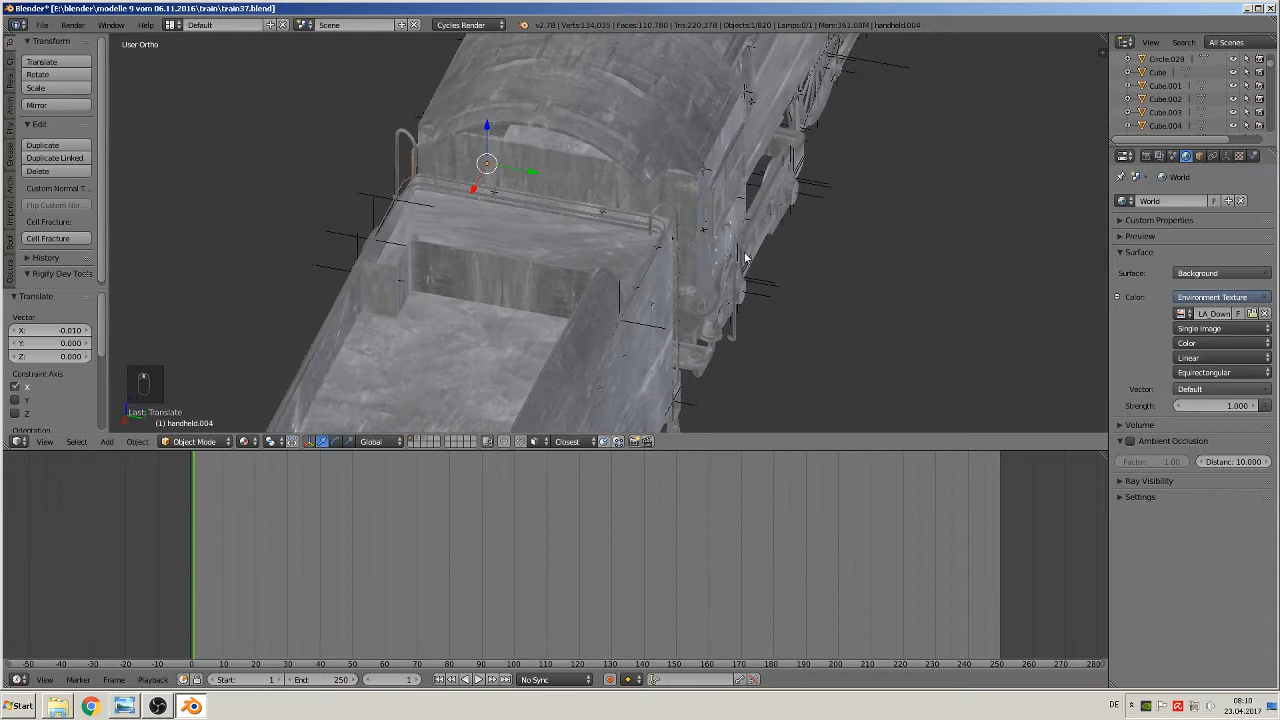 Blender* [E:\blender\modelle 9 vom 06.11.2016\train\train37.blend]
File Render Window Help Default Scene Cycles Render v2.78 | Verts:134,035 | Faces:110,780 | Tris:220,378 | Objects:1/820 | Lamps:0/1 | Mem:361.08M | handheld.004
Transform
Translate
Rotate
Scale
Mirror
Edit
Duplicate
Duplicate Linked
Delete
Custom Normal T...
Flip Custom Nor...
Cell Fracture:
Cell Fracture
History
Rigify Dev Tools
Translate
Vector
X: -0.010
Y: 0.000
Z: 0.000
Constraint Axis
X
Y
Z
Orientation
User Ortho
Last: Translate
(1) handheld.004
View Select Add Object Object Mode Global Closest
View Search All Scenes
Circle.029
Cube
Cube.001
Cube.002
Cube.003
Cube.004
World
World F
Custom Properties
Preview
Surface
Surface: Background
Color: Environment Texture
LA_Down F
Single Image
Color
Linear
Equirectangular
Vector: Default
Strength: 1.000
Volume
Ambient Occlusion
Factor: 1.00 Distanc: 10.000
Ray Visibility
Settings
-50 -40 -30 -20 -10 0 10 20 30 40 50 60 70 80 90 100 110 120 130 140 150 160 170 180 190 200 210 220 230 240 250 260 270 280
View Marker Frame Playback Start: 1 End: 250 1 No Sync
Start DE 08:10
23.04.2017